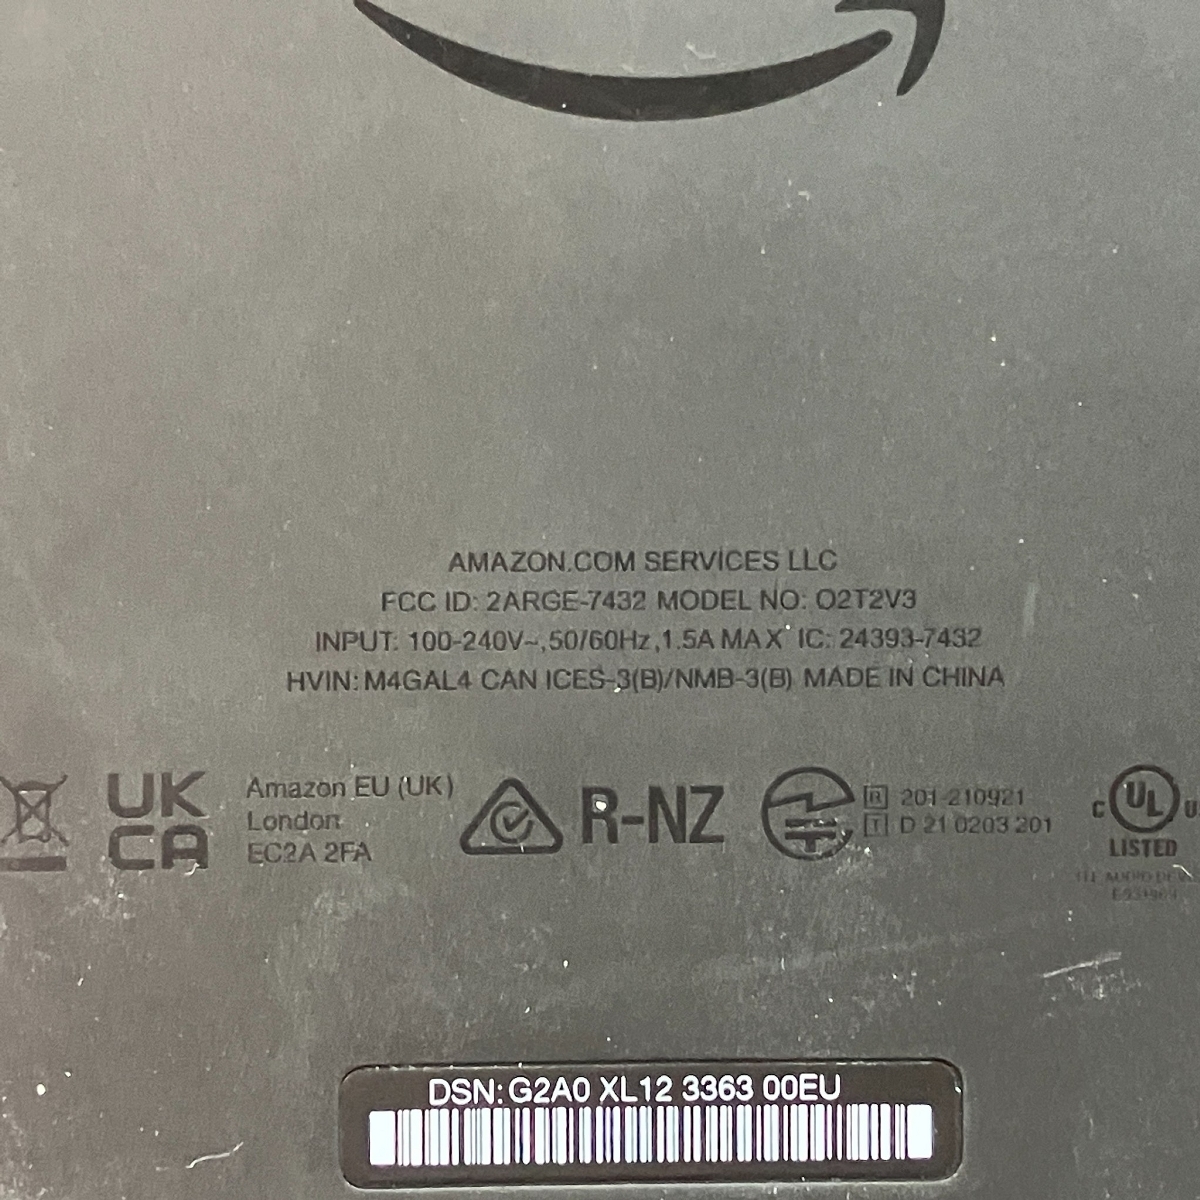 AMAZON.COM SERVICES LLC
FCC ID: 2ARGE-7432 MODEL NO: O2T2V3
INPUT: 100-240V~,50/60Hz,1.5A MAX IC: 24393-7432
HVIN: M4GAL4 CAN ICES-3(B)/NMB-3(B) MADE IN CHINA
UK
CA
Amazon EU (UK)
London
EC2A 2FA
R-NZ
R 201-210921
T D 21 0203 201
C UL U
LISTED
AUDIO
DSN: G2A0 XL12 3363 00EU